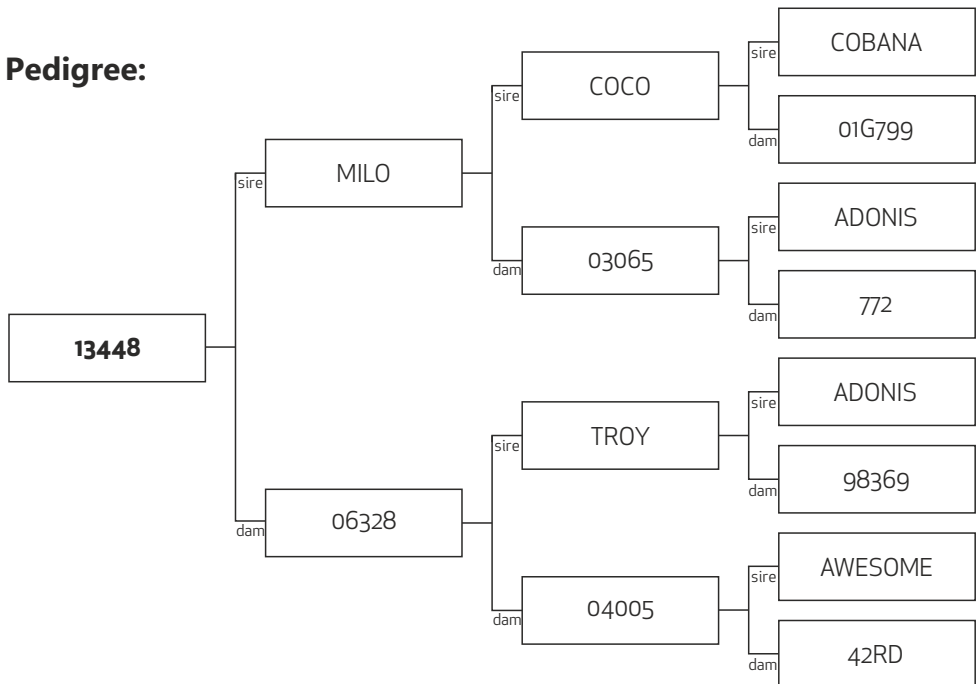 Pedigree:
13448
sire
MILO
dam
06328
sire
COCO
dam
03065
sire
TROY
dam
04005
sire
COBANA
dam
01G799
sire
ADONIS
dam
772
sire
ADONIS
dam
98369
sire
AWESOME
dam
42RD